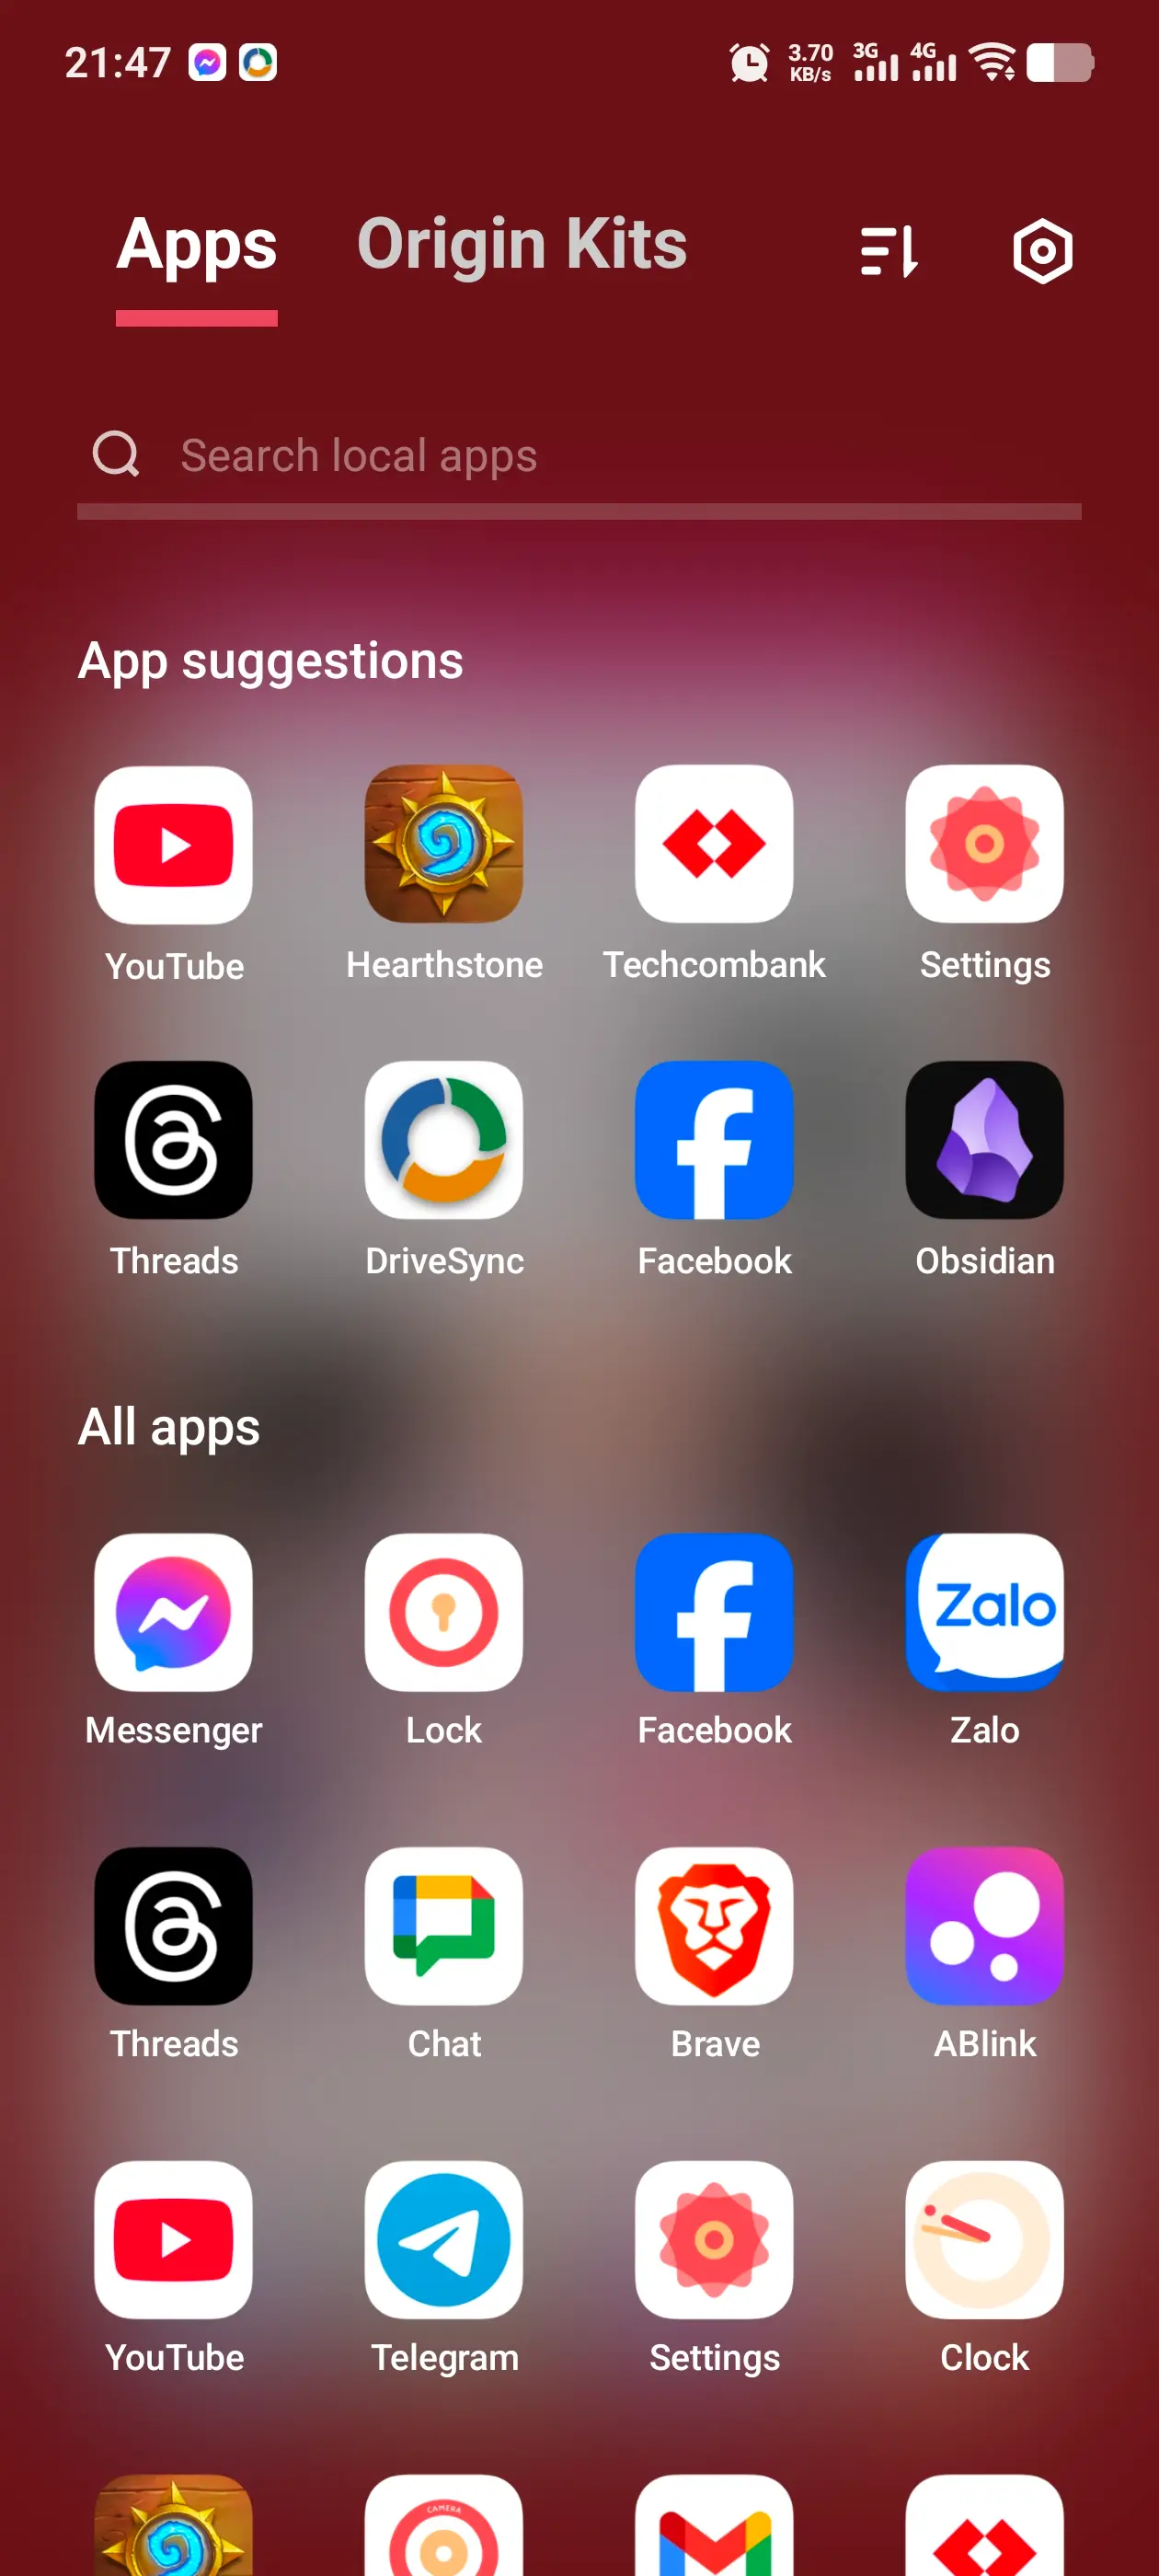 21:47
3.70 KB/s 3G 4G
Apps Origin Kits
Search local apps
App suggestions
YouTube Hearthstone Techcombank Settings
Threads DriveSync Facebook Obsidian
All apps
Zalo
Messenger Lock Facebook Zalo
Threads Chat Brave ABlink
YouTube Telegram Settings Clock
CAMERA